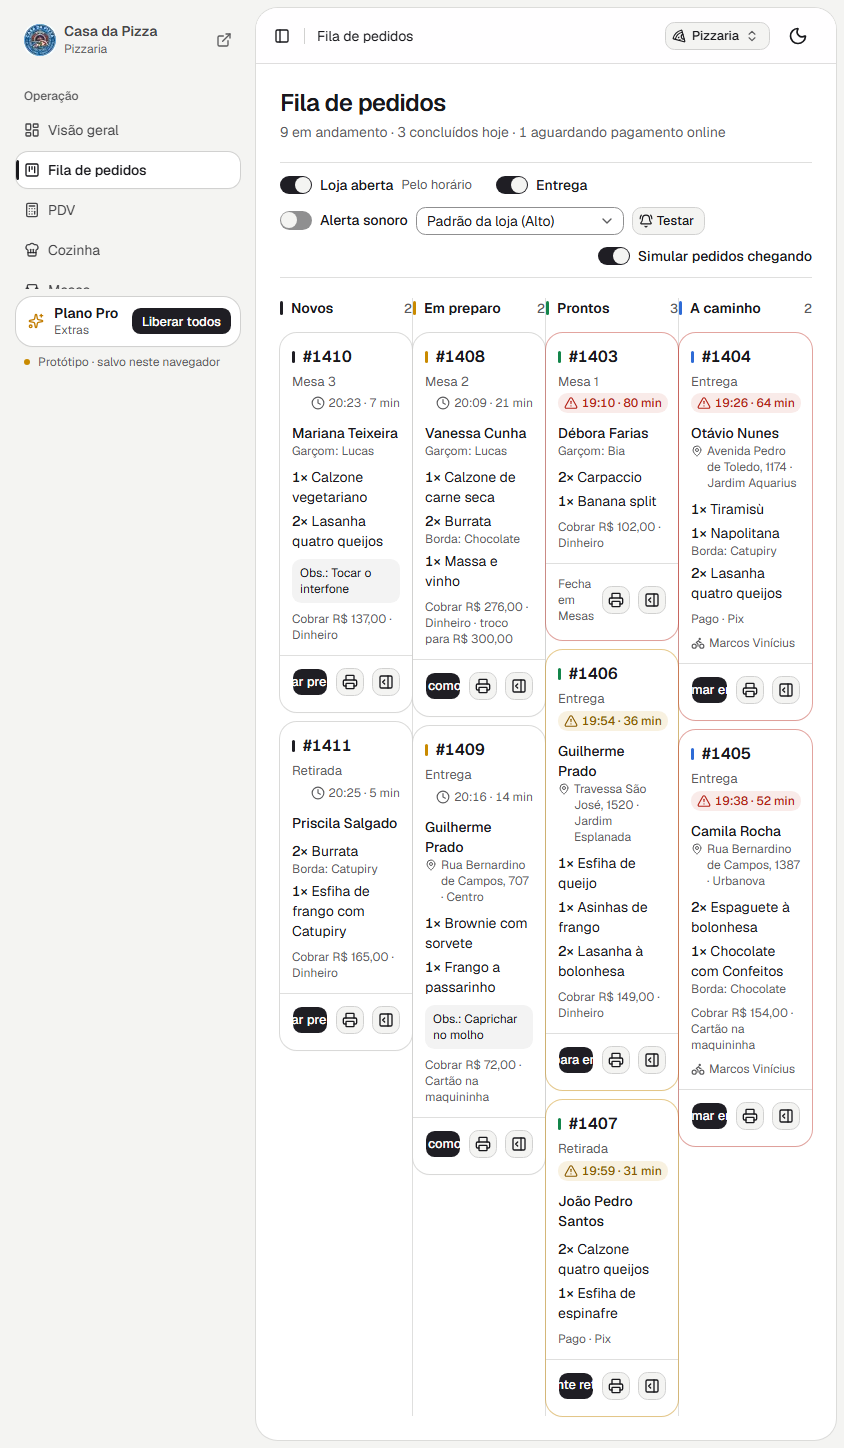 Casa da Pizza
Pizzaria
Operação
Visão geral
Fila de pedidos
PDV
Cozinha
Plano Pro
Extras
Liberar todos
Protótipo · salvo neste navegador
Fila de pedidos
Pizzaria
Fila de pedidos
9 em andamento · 3 concluídos hoje · 1 aguardando pagamento online
Loja aberta Pelo horário
Entrega
Alerta sonoro
Padrão da loja (Alto)
Testar
Simular pedidos chegando
Novos 2
#1410
Mesa 3
20:23 · 7 min
Mariana Teixeira
Garçom: Lucas
1× Calzone
vegetariano
2× Lasanha
quatro queijos
Obs.: Tocar o
interfone
Cobrar R$ 137,00 ·
Dinheiro
ar pre
#1411
Retirada
20:25 · 5 min
Priscila Salgado
2× Burrata
Borda: Catupiry
1× Esfiha de
frango com
Catupiry
Cobrar R$ 165,00 ·
Dinheiro
ar pre
Em preparo 2
#1408
Mesa 2
20:09 · 21 min
Vanessa Cunha
Garçom: Lucas
1× Calzone de
carne seca
2× Burrata
Borda: Chocolate
1× Massa e
vinho
Cobrar R$ 276,00 ·
Dinheiro · troco
para R$ 300,00
como
#1409
Entrega
20:16 · 14 min
Guilherme
Prado
Rua Bernardino
de Campos, 707
· Centro
1× Brownie com
sorvete
1× Frango a
passarinho
Obs.: Caprichar
no molho
Cobrar R$ 72,00 ·
Cartão na
maquininha
como
Prontos 3
#1403
Mesa 1
19:10 · 80 min
Débora Farias
Garçom: Bia
2× Carpaccio
1× Banana split
Cobrar R$ 102,00 ·
Dinheiro
Fecha
em
Mesas
#1406
Entrega
19:54 · 36 min
Guilherme
Prado
Travessa São
José, 1520 ·
Jardim
Esplanada
1× Esfiha de
queijo
1× Asinhas de
frango
2× Lasanha à
bolonhesa
Cobrar R$ 149,00 ·
Dinheiro
ara en
#1407
Retirada
19:59 · 31 min
João Pedro
Santos
2× Calzone
quatro queijos
1× Esfiha de
espinafre
Pago · Pix
nte ret
A caminho 2
#1404
Entrega
19:26 · 64 min
Otávio Nunes
Avenida Pedro
de Toledo, 1174 ·
Jardim Aquarius
1× Tiramisù
1× Napolitana
Borda: Catupiry
2× Lasanha
quatro queijos
Pago · Pix
Marcos Vinícius
mar en
#1405
Entrega
19:38 · 52 min
Camila Rocha
Rua Bernardino
de Campos, 1387
· Urbanova
2× Espaguete à
bolonhesa
1× Chocolate
com Confeitos
Borda: Chocolate
Cobrar R$ 154,00 ·
Cartão na
maquininha
Marcos Vinícius
mar en